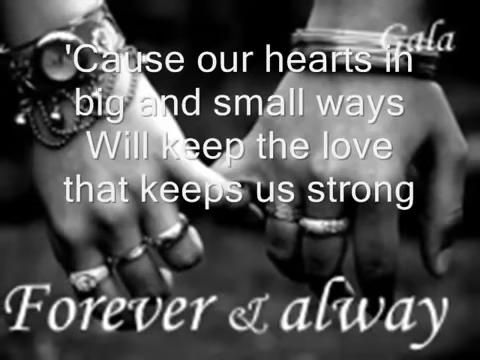 Gala
'Cause our hearts in
big and small ways
Will keep the love
that keeps us strong
Forever & alway